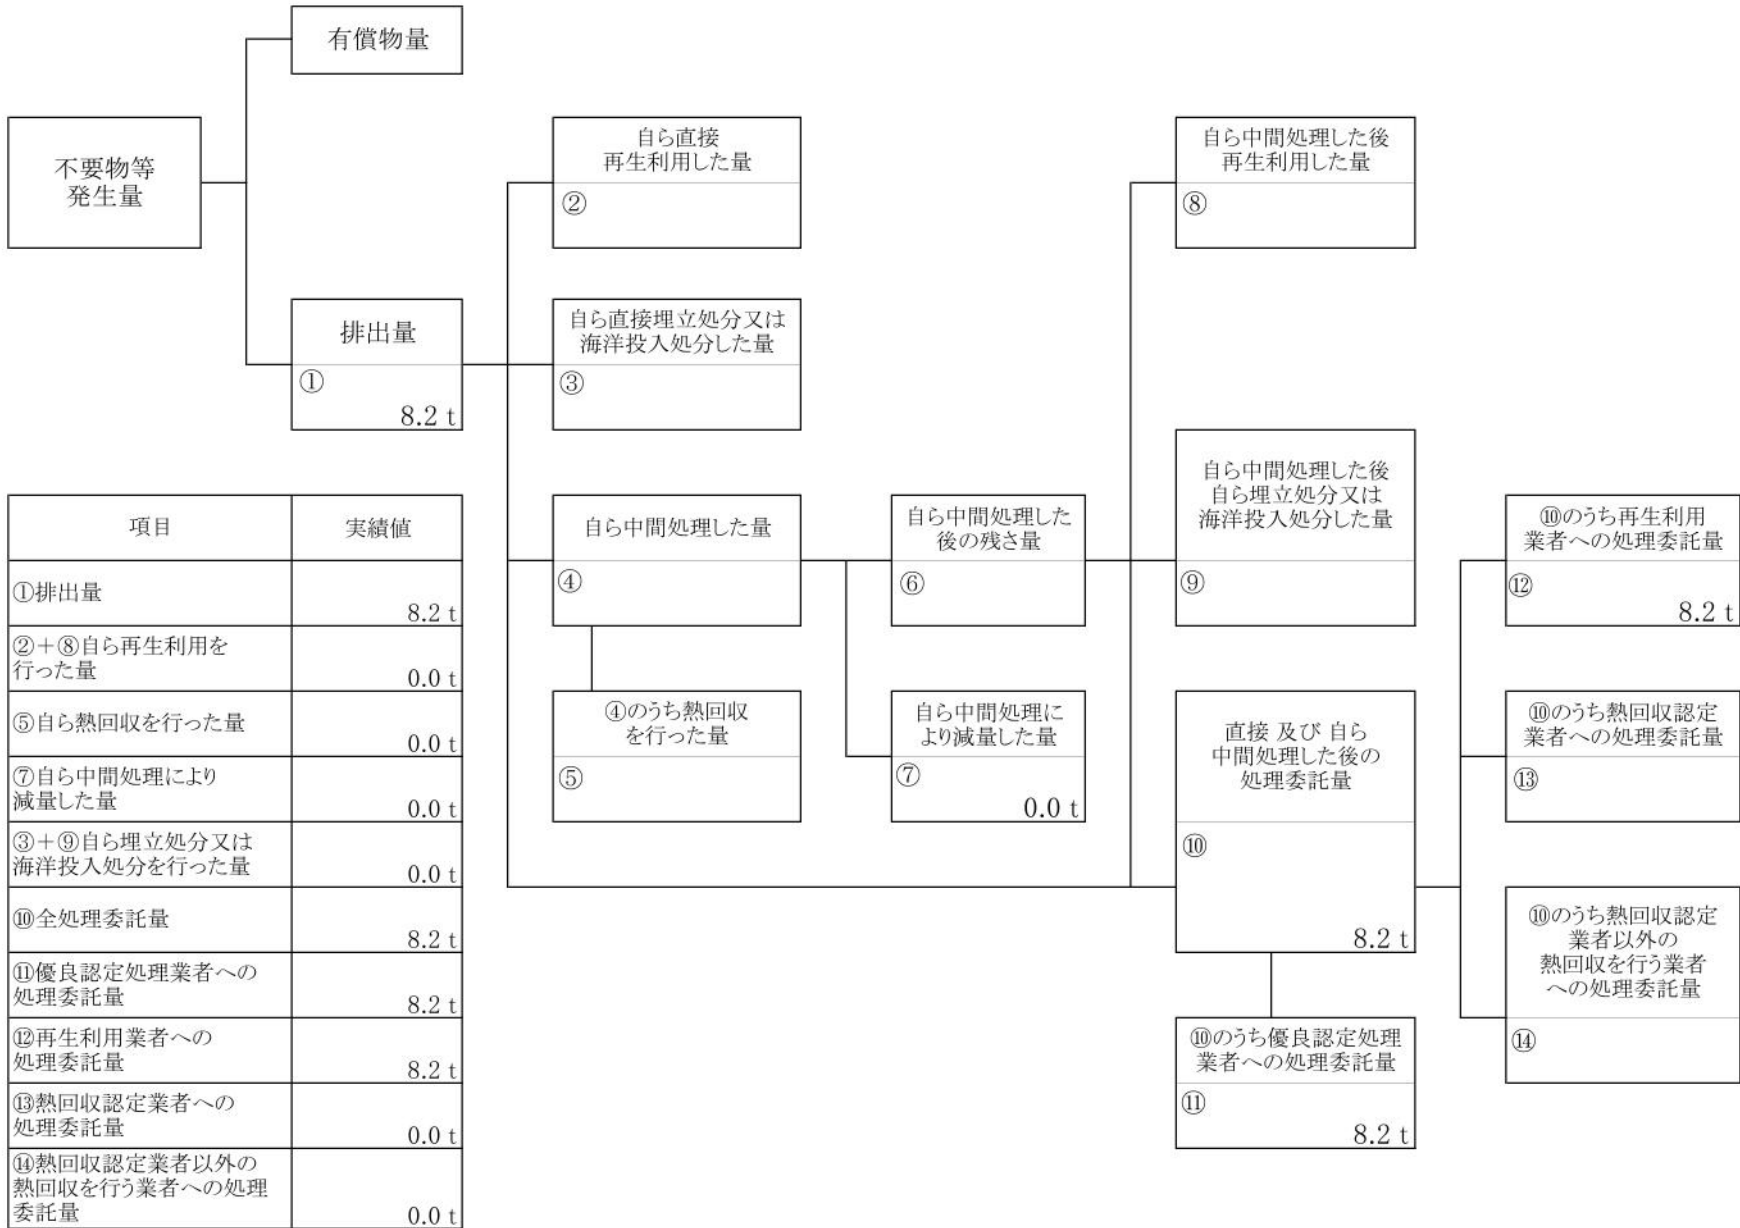 有償物量
不要物等
発生量
自ら直接
再生利用した量
②
自ら中間処理した後
再生利用した量
⑧
排出量
①
8.2 t
自ら直接埋立処分又は
海洋投入処分した量
③
自ら中間処理した量
④
自ら中間処理した
後の残さ量
⑥
自ら中間処理した後
自ら埋立処分又は
海洋投入処分した量
⑨
⑩のうち再生利用
業者への処理委託量
⑫
8.2 t
④のうち熱回収
を行った量
⑤
自ら中間処理に
より減量した量
⑦
0.0 t
直接 及び 自ら
中間処理した後の
処理委託量
⑩
8.2 t
⑩のうち熱回収認定
業者への処理委託量
⑬
⑩のうち熱回収認定
業者以外の
熱回収を行う業者
への処理委託量
⑭
⑩のうち優良認定処理
業者への処理委託量
⑪
8.2 t
項目 実績値
①排出量
8.2 t
②＋⑧自ら再生利用を
行った量
0.0 t
⑤自ら熱回収を行った量
0.0 t
⑦自ら中間処理により
減量した量
0.0 t
③＋⑨自ら埋立処分又は
海洋投入処分を行った量
0.0 t
⑩全処理委託量
8.2 t
⑪優良認定処理業者への
処理委託量
8.2 t
⑫再生利用業者への
処理委託量
8.2 t
⑬熱回収認定業者への
処理委託量
0.0 t
⑭熱回収認定業者以外の
熱回収を行う業者への処理
委託量
0.0 t